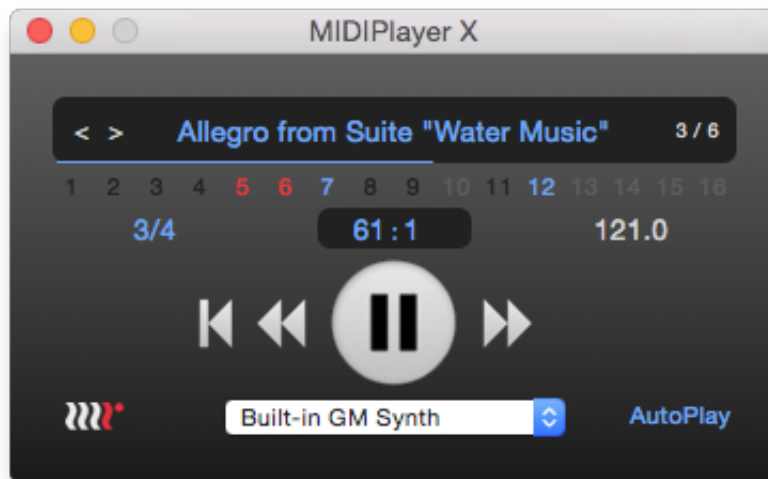 MIDIPlayer X
< > Allegro from Suite "Water Music" 3 / 6
1 2 3 4 5 6 7 8 9 10 11 12 13 14 15 16
3/4 61 : 1 121.0
Built-in GM Synth AutoPlay